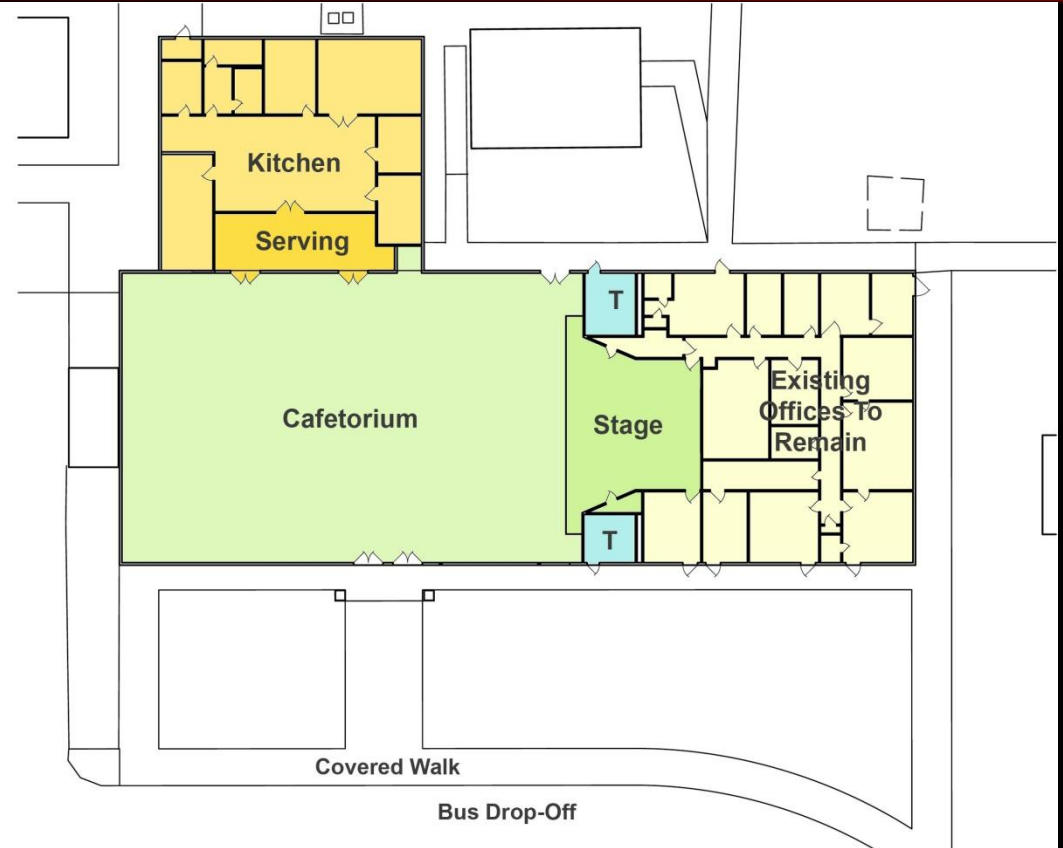 Kitchen
Serving
T
Existing
Offices To
Remain
Cafetorium
Stage
T
Covered Walk
Bus Drop-Off